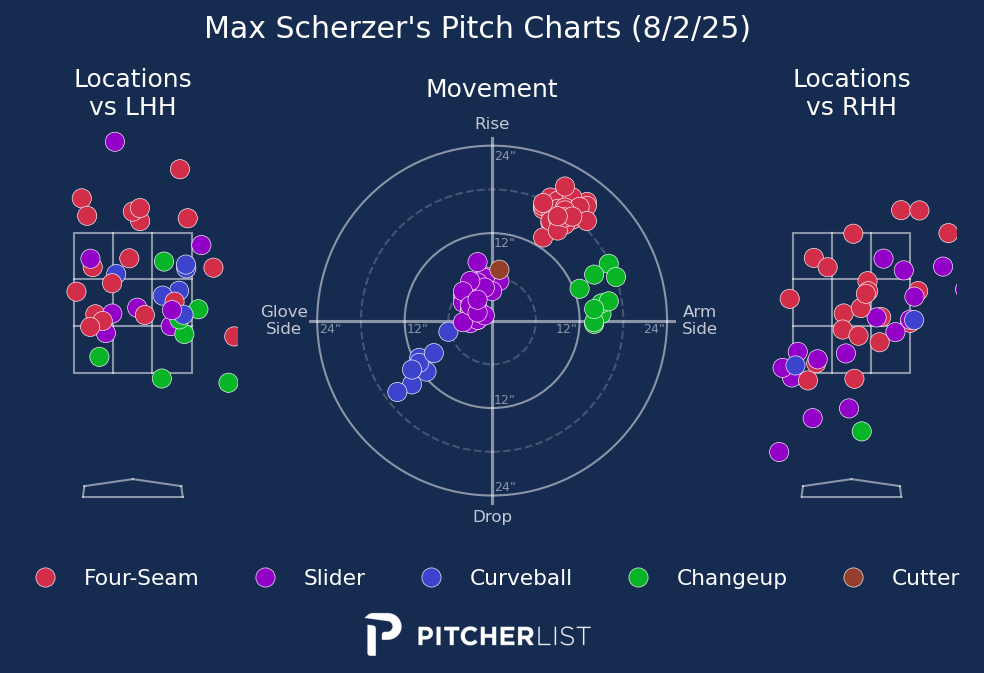 Max Scherzer's Pitch Charts (8/2/25)
Locations
vs LHH
Movement
Locations
vs RHH
Rise
24"
12"
Glove
Side
24"
12"
12"
24"
Arm
Side
12"
24"
Drop
Four-Seam
Slider
Curveball
Changeup
Cutter
PITCHERLIST